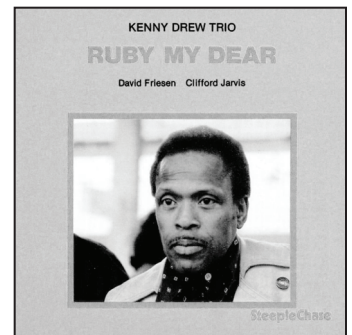 KENNY DREW TRIO
RUBY MY DEAR
David Friesen Clifford Jarvis
SteepleChase